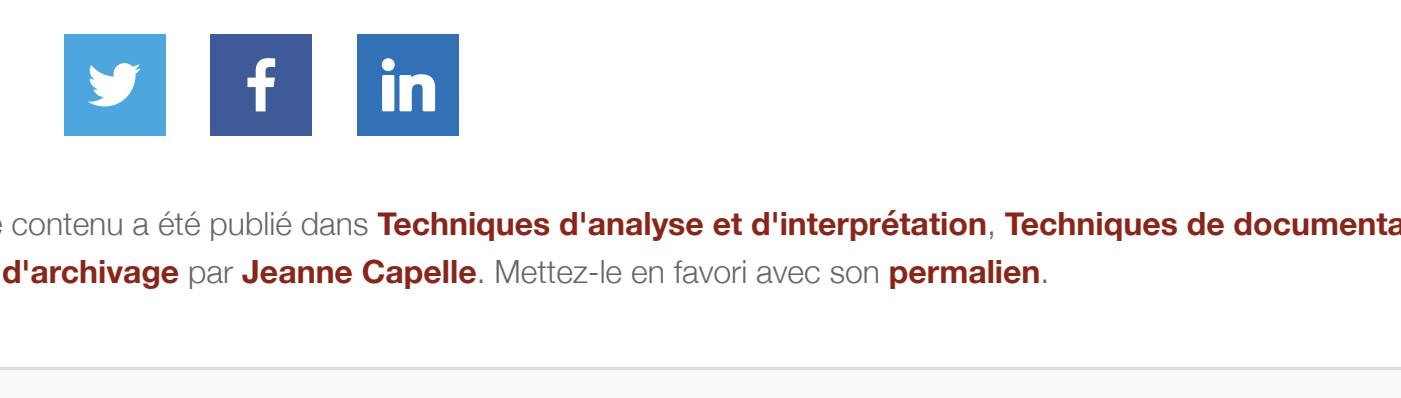 f
in
contenu a été publié dans Techniques d'analyse et d'interprétation, Techniques de
d'archivage par Jeanne Capelle. Mettez-le en favori avec son permalien.